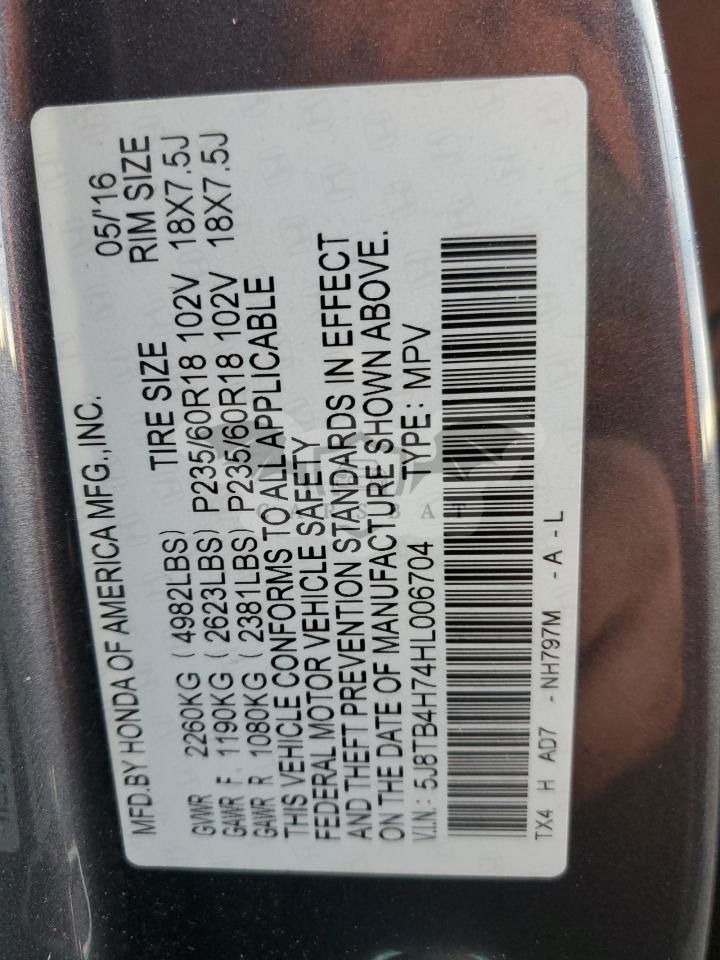 MFD.BY HONDA OF AMERICA MFG.,INC. 05/'16
TIRE SIZE RIM SIZE
GVWR 2260KG (4982LBS)
GAWR F 1190KG (2623LBS) P235/60R18 102V 18X7.5J
GAWR R 1080KG (2381LBS) P235/60R18 102V 18X7.5J
THIS VEHICLE CONFORMS TO ALL APPLICABLE
FEDERAL MOTOR VEHICLE SAFETY
AND THEFT PREVENTION STANDARDS IN EFFECT
ON THE DATE OF MANUFACTURE SHOWN ABOVE.
V.I.N.: 5J8TB4H74HL006704 TYPE: MPV
TX4 H AD7 -NH797M -A-L
CARSBAT